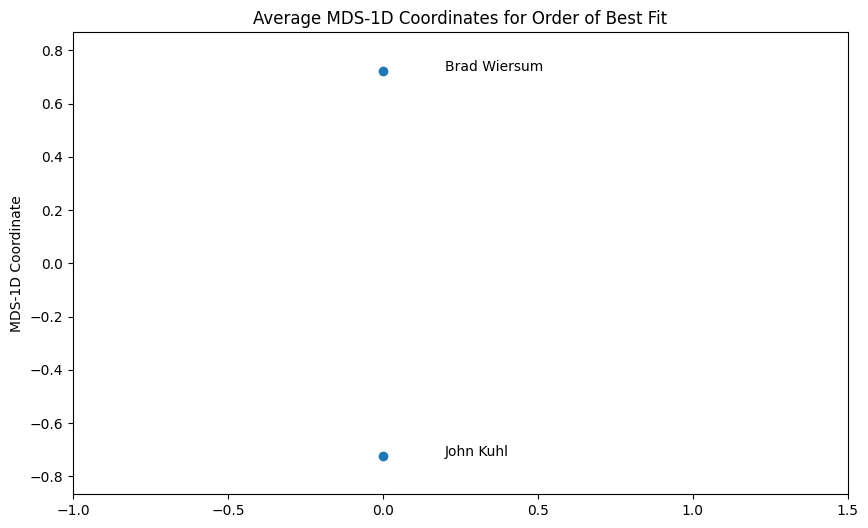 Average MDS-1D Coordinates for Order of Best Fit
0.8
Brad Wiersum
0.6
0.4
0.2
0.0
MDS-1D Coordinate
−0.2
−0.4
−0.6
John Kuhl
−0.8
−1.0 −0.5 0.0 0.5 1.0 1.5